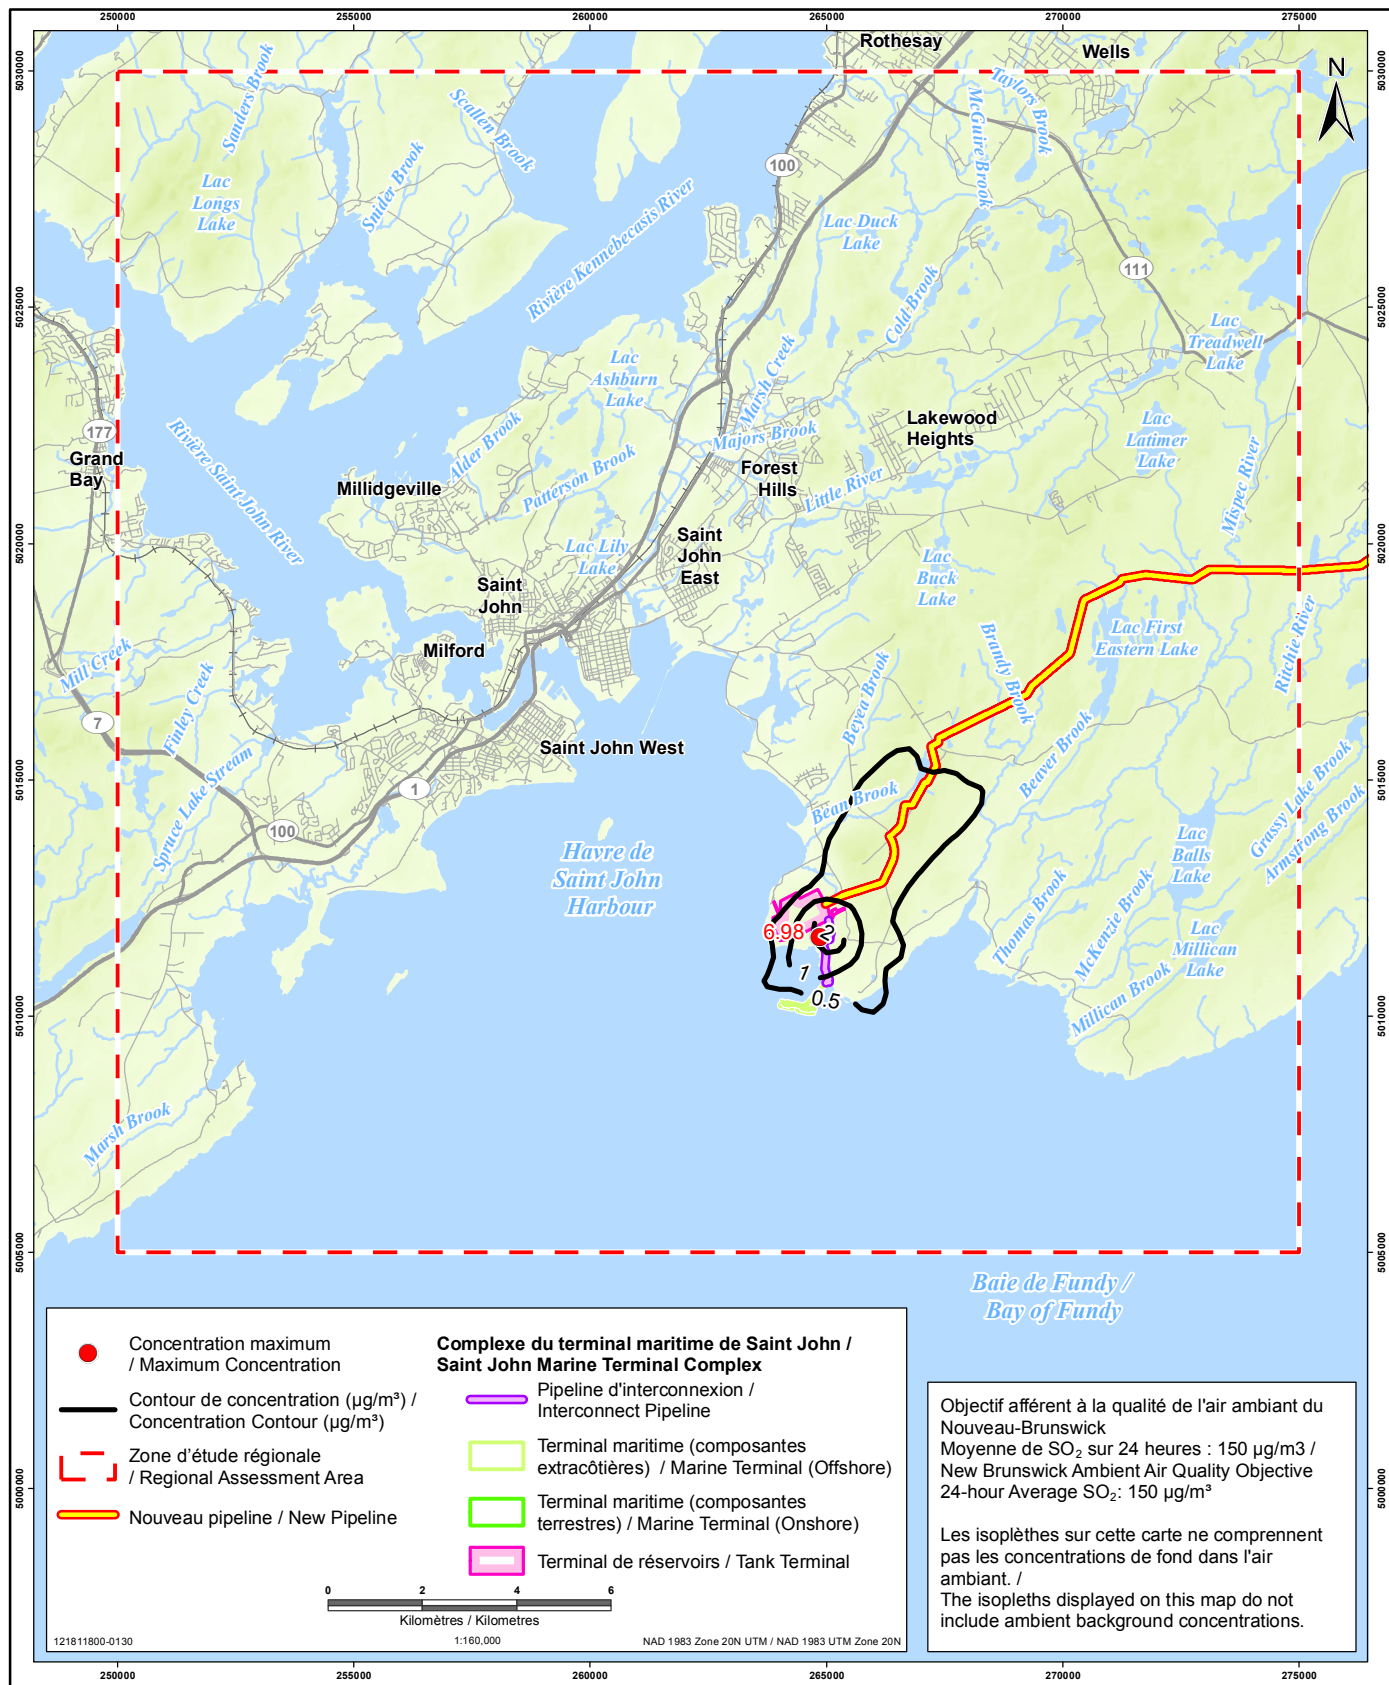 250000
255000
260000
265000
270000
275000
5030000
5030000
Rothesay
Wells
N
Sanders Brook
Scallen Brook
Taylors Brook
McGuire Brook
100
Snider Brook
Lac
Longs
Lake
Rivière Kennebecasis River
Lac Duck
Lake
111
5025000
5025000
Cold Brook
Lac
Treadwell
Lake
Lac
Ashburn
Lake
Marsh Creek
177
Grand
Bay
Rivière Saint John River
Alder Brook
Majors Brook
Lakewood
Heights
Lac
Latimer
Lake
Millidgeville
Patterson Brook
Forest
Hills
Little River
Mispec River
5020000
5020000
Lac Lily
Lake
Saint
John
East
Lac
Buck
Lake
Saint
John
Milford
Lac First
Eastern Lake
Brandy Brook
Ritchie River
Mill Creek
Finley Creek
7
Beyea Brook
Saint John West
Beaver Brook
5015000
5015000
Spruce Lake Stream
1
100
Bean Brook
Grassy Lake Brook
Armstrong Brook
Lac
Balls
Lake
Havre de
Saint John
Harbour
Thomas Brook
McKenzie Brook
6.98
2
1
0.5
Lac
Millican
Lake
Millican Brook
5010000
5010000
Marsh Brook
5005000
5005000
Baie de Fundy /
Bay of Fundy
Concentration maximum
/ Maximum Concentration
Contour de concentration (µg/m³) /
Concentration Contour (µg/m³)
Zone d'étude régionale
/ Regional Assessment Area
Nouveau pipeline / New Pipeline
Complexe du terminal maritime de Saint John /
Saint John Marine Terminal Complex
Pipeline d'interconnexion /
Interconnect Pipeline
Terminal maritime (composantes
extracôtières) / Marine Terminal (Offshore)
Terminal maritime (composantes
terrestres) / Marine Terminal (Onshore)
Terminal de réservoirs / Tank Terminal
0 2 4 6
Kilomètres / Kilometres
121811800-0130
1:160,000
NAD 1983 Zone 20N UTM / NAD 1983 UTM Zone 20N
Objectif afférent à la qualité de l'air ambiant du
Nouveau-Brunswick
Moyenne de SO₂ sur 24 heures : 150 µg/m3 /
New Brunswick Ambient Air Quality Objective
24-hour Average SO₂: 150 µg/m³
Les isoplèthes sur cette carte ne comprennent
pas les concentrations de fond dans l'air
ambiant. /
The isopleths displayed on this map do not
include ambient background concentrations.
5000000
5000000
250000
255000
260000
265000
270000
275000